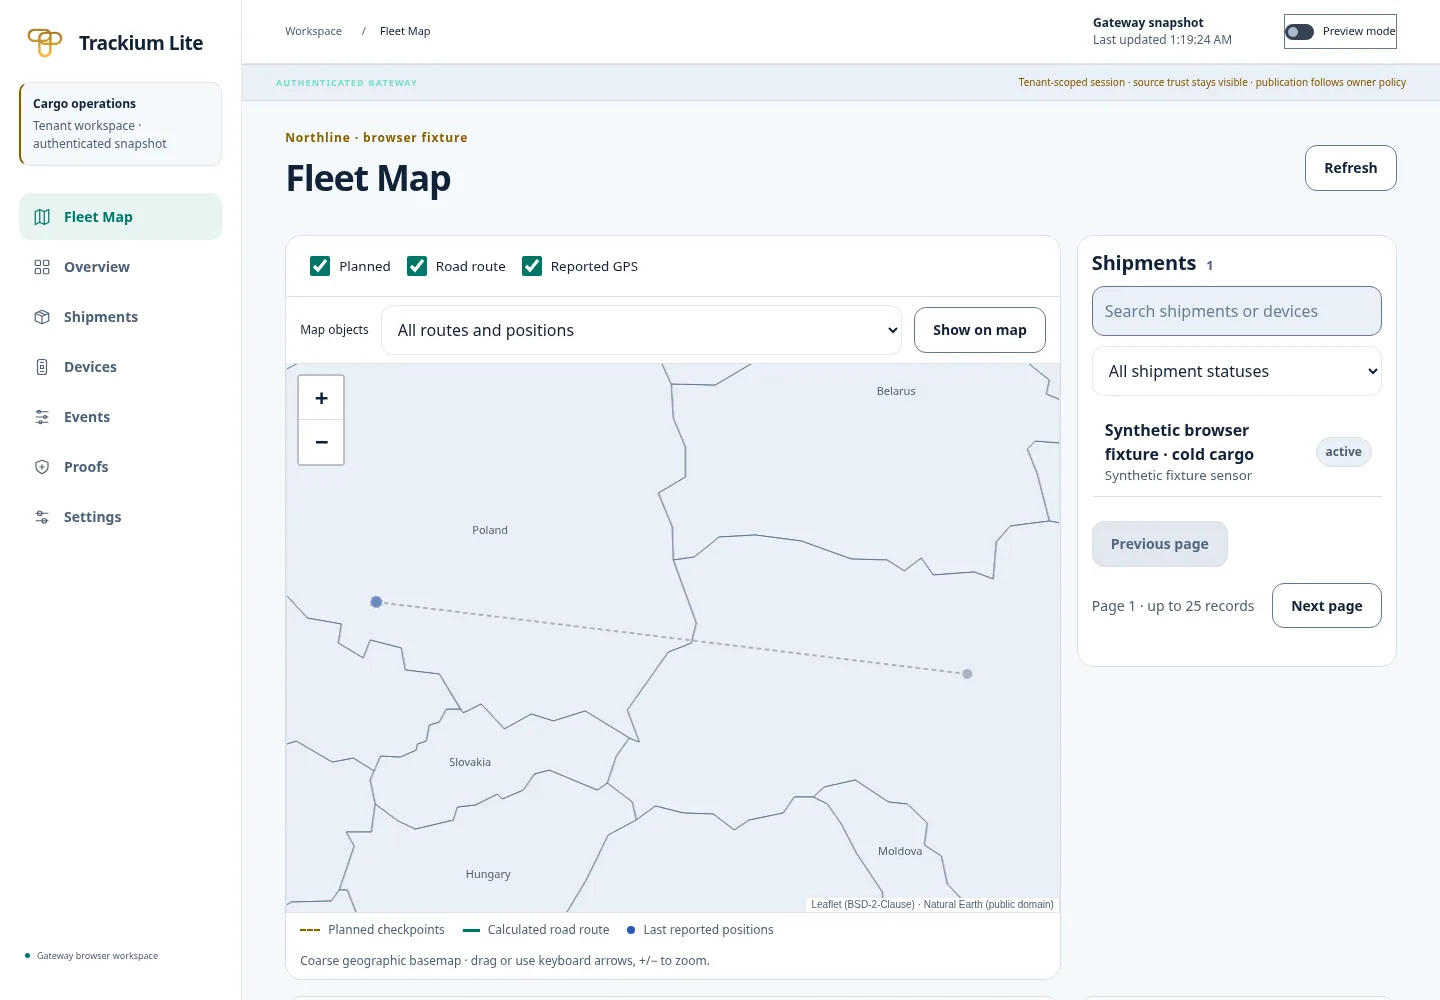 Trackium Lite
Cargo operations
Tenant workspace ·
authenticated snapshot
Fleet Map
Overview
Shipments
Devices
Events
Proofs
Settings
Gateway browser workspace
Workspace / Fleet Map
Gateway snapshot
Last updated 1:19:24 AM
Preview mode
AUTHENTICATED GATEWAY
Tenant-scoped session · source trust stays visible · publication follows owner policy
Northline · browser fixture
Fleet Map
Refresh
Planned
Road route
Reported GPS
Map objects
All routes and positions
Show on map
+
−
Belarus
Poland
Slovakia
Moldova
Hungary
Leaflet (BSD-2-Clause) · Natural Earth (public domain)
Planned checkpoints
Calculated road route
Last reported positions
Coarse geographic basemap · drag or use keyboard arrows, +/− to zoom.
Shipments 1
Search shipments or devices
All shipment statuses
Synthetic browser
fixture · cold cargo
Synthetic fixture sensor
active
Previous page
Page 1 · up to 25 records
Next page